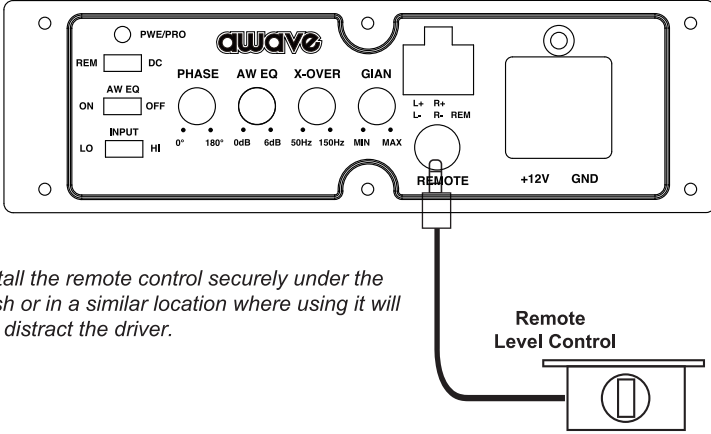 PWE/PRO
awave
REM DC
PHASE AW EQ X-OVER GIAN
AW EQ
ON OFF
INPUT
LO HI
0° 180° 0dB 6dB 50Hz 150Hz MIN MAX
L+ R+
L- R- REM
REMOTE
+12V GND
tall the remote control securely under the
sh or in a similar location where using it will
distract the driver.
Remote
Level Control